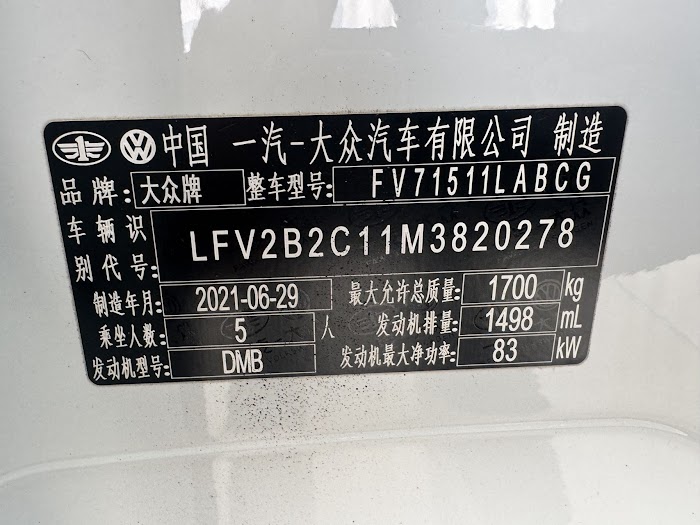 中国 一汽-大众汽车有限公司 制造
品牌: 大众牌 整车型号: FV71511LABCG
车辆识别代号: LFV2B2C11M3820278
制造年月: 2021-06-29 最大允许总质量: 1700 kg
乘坐人数: 5 人 发动机排量: 1498 mL
发动机型号: DMB 发动机最大净功率: 83 kW